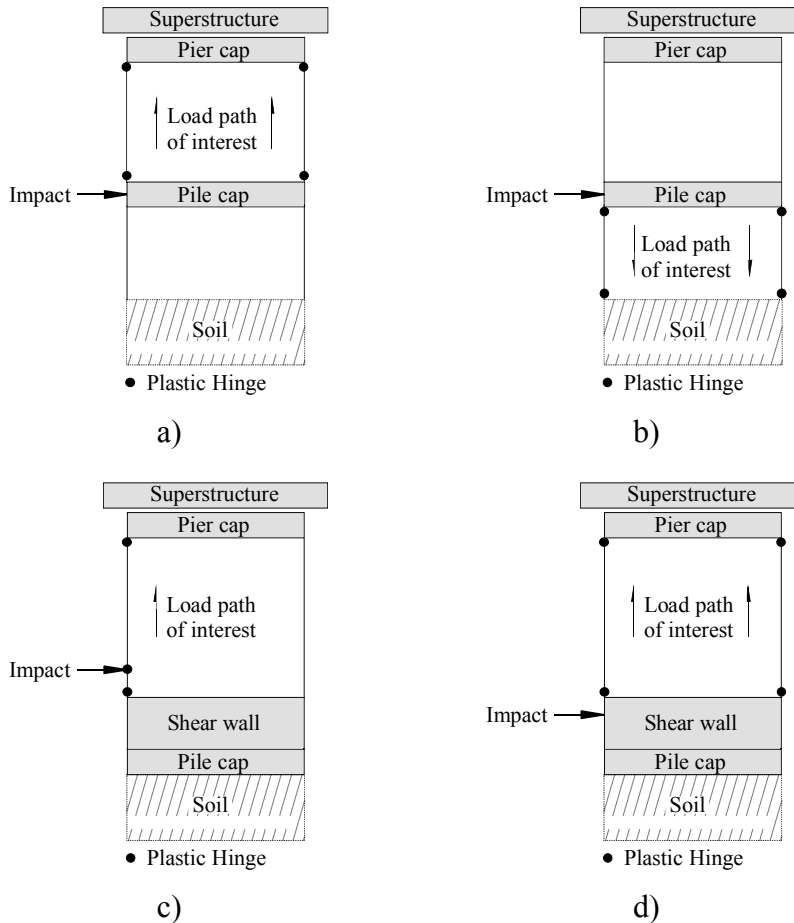 Superstructure
Pier cap
Load path
of interest
Impact
Pile cap
Soil
Plastic Hinge
a)
Superstructure
Pier cap
Impact
Pile cap
Load path
of interest
Soil
Plastic Hinge
b)
Superstructure
Pier cap
Load path
of interest
Impact
Shear wall
Pile cap
Soil
Plastic Hinge
c)
Superstructure
Pier cap
Load path
of interest
Impact
Shear wall
Pile cap
Soil
Plastic Hinge
d)